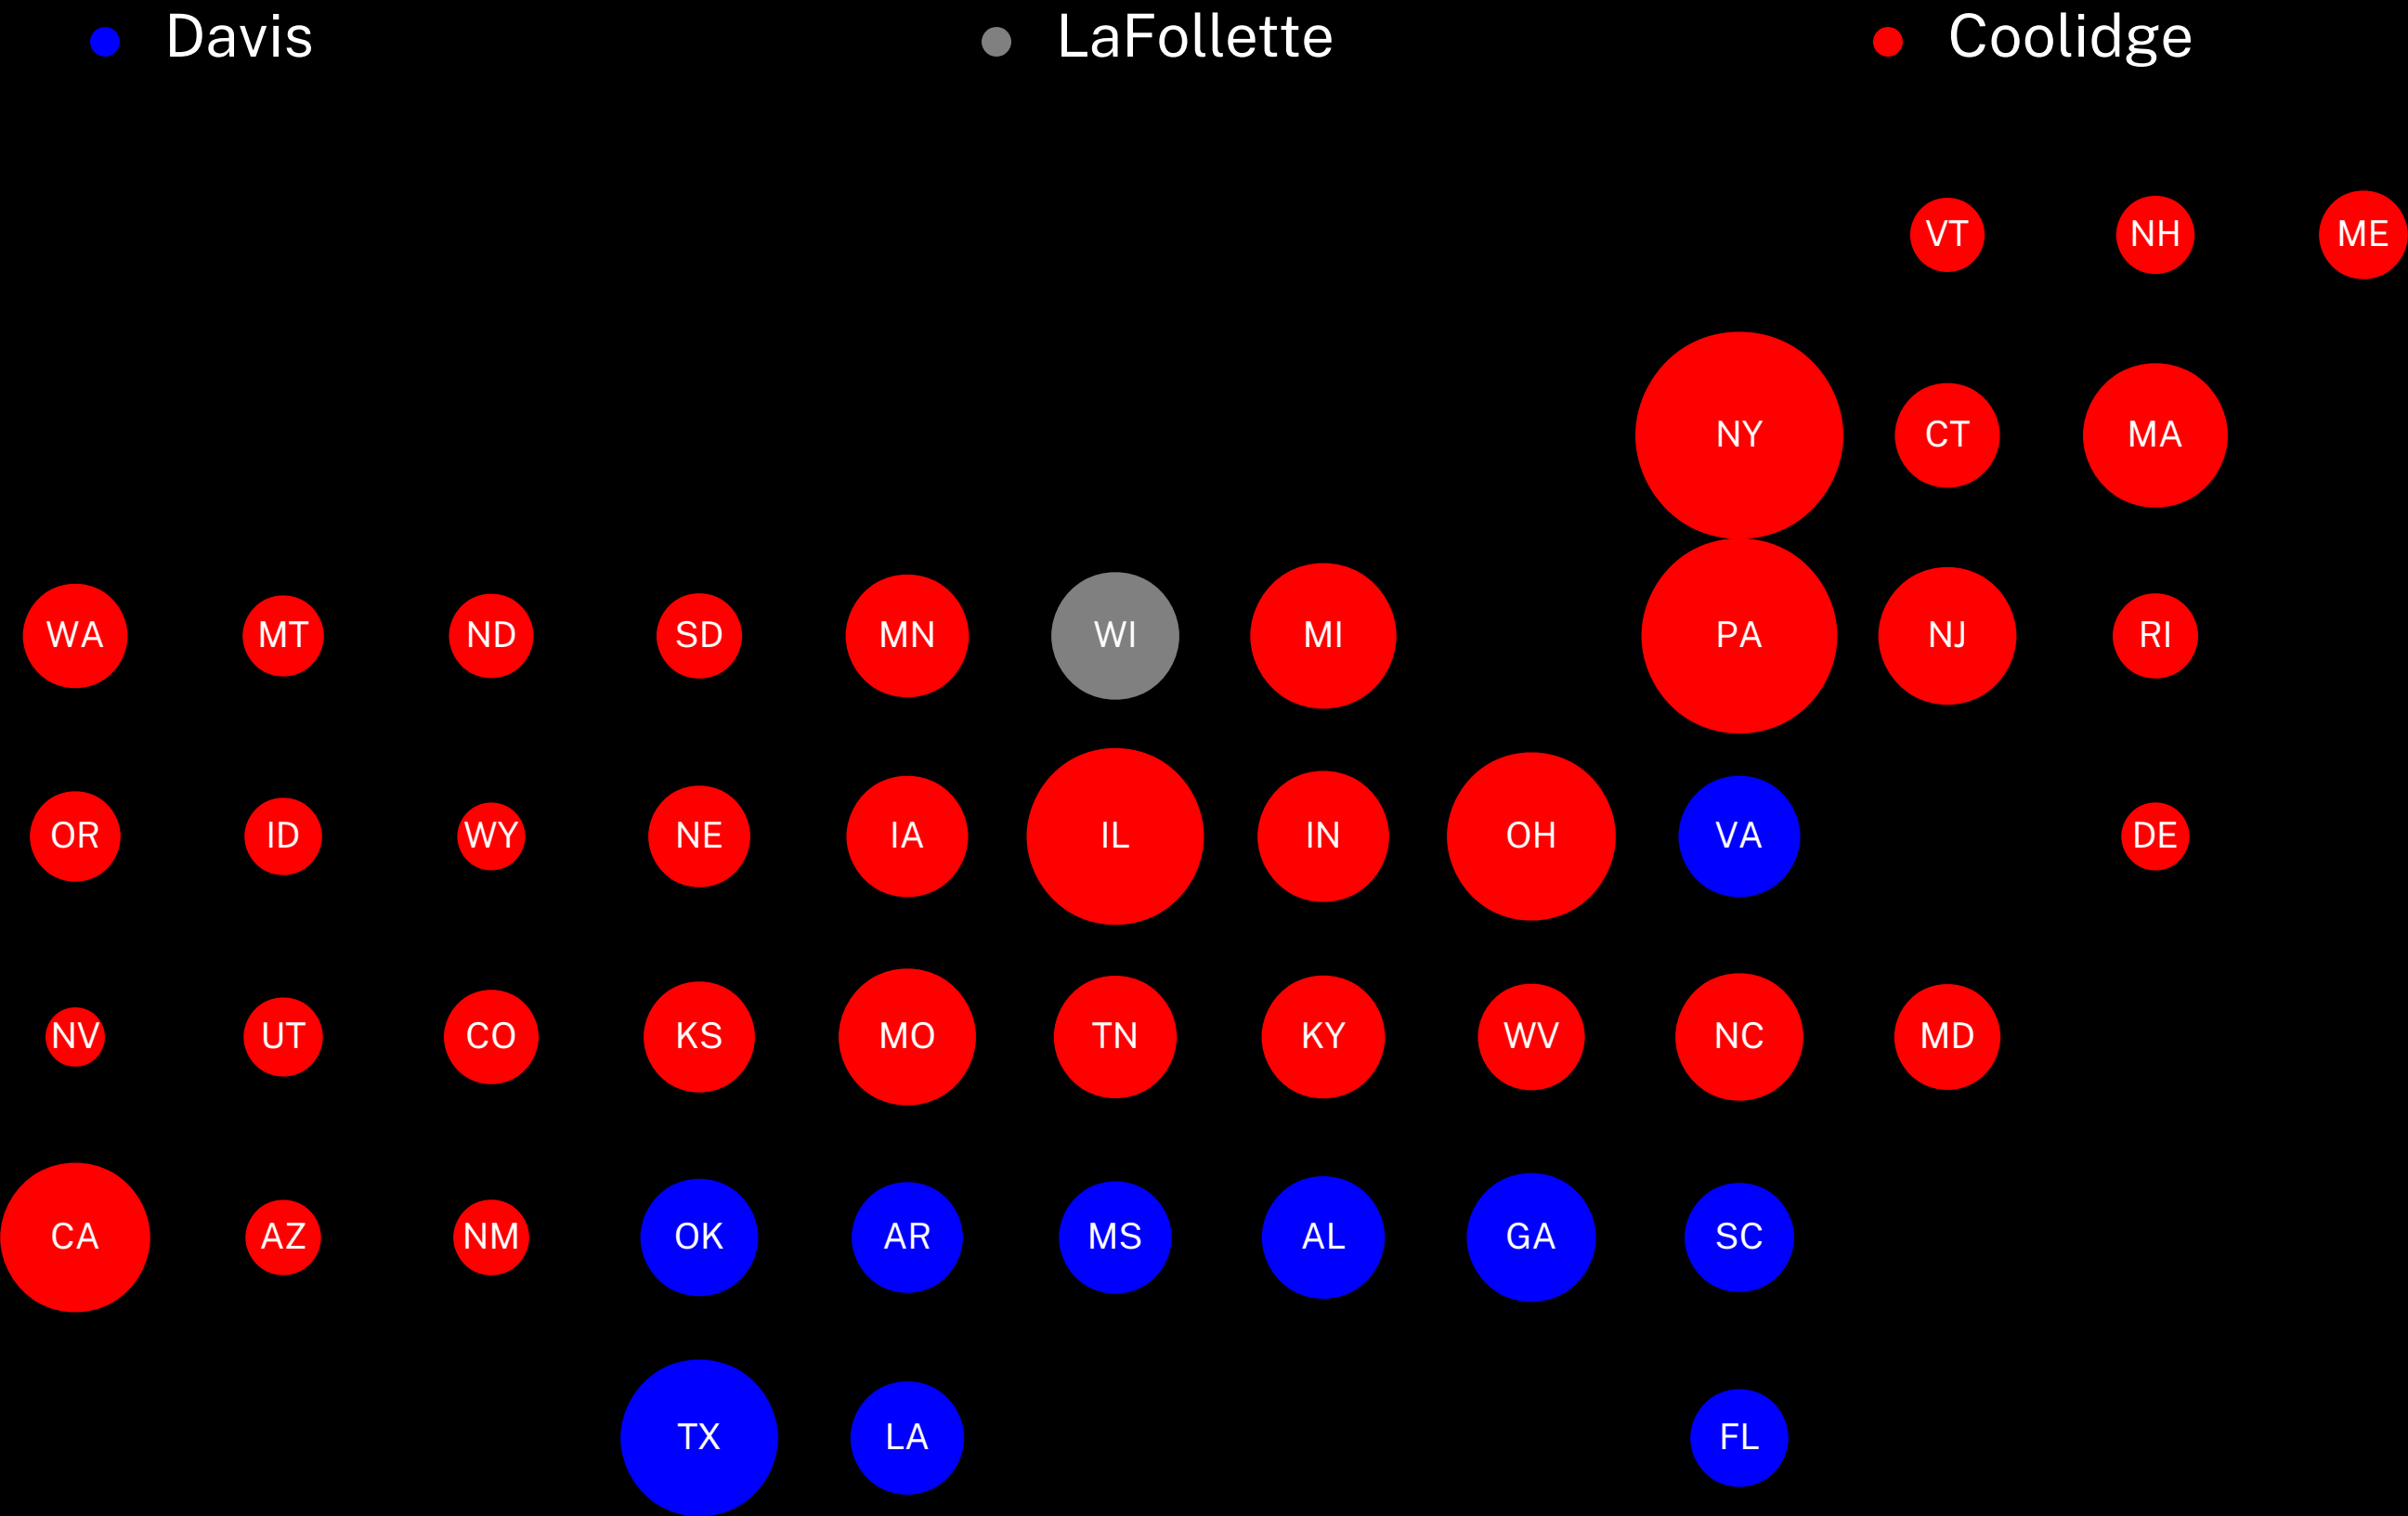 Davis LaFollette Coolidge
VT NH ME
NY CT MA
WA MT ND SD MN WI MI PA NJ RI
OR ID WY NE IA IL IN OH VA DE
NV UT CO KS MO TN KY WV NC MD
CA AZ NM OK AR MS AL GA SC
TX LA FL